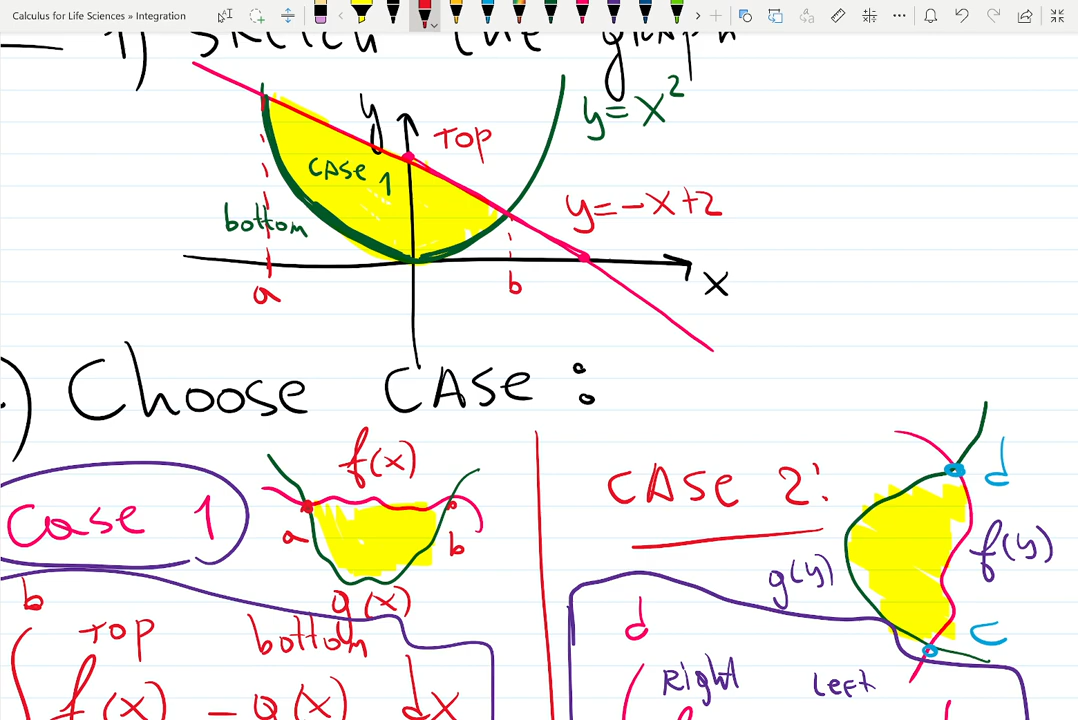 Calculus for Life Sciences » Integration
1) Sketch the graph
y
Top
y=x²
case 1
bottom
y=-x+2
a
b
x
) Choose CASE :
f(x)
CASE 2:
d
Case 1
a
b
g(y)
f(y)
g(x)
c
b
d
Top bottom
Right Left
f(x) - g(x) dx